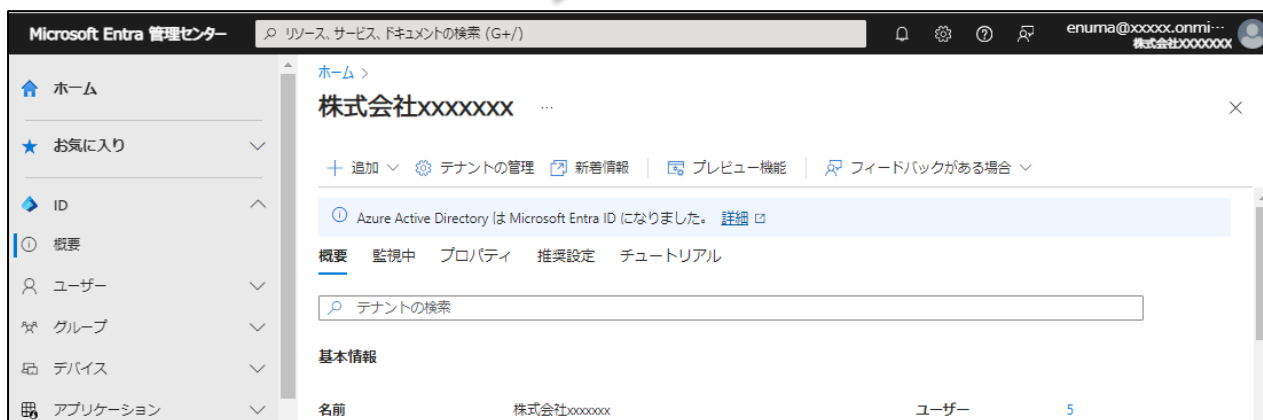 Microsoft Entra 管理センター
リソース、サービス、ドキュメントの検索 (G+/)
enuma@xxxxx.onmi…
株式会社XXXXXXX
ホーム
お気に入り
ID
概要
ユーザー
グループ
デバイス
アプリケーション
ホーム >
株式会社xxxxxxx …
+ 追加 テナントの管理 新着情報 プレビュー機能 フィードバックがある場合
Azure Active Directory は Microsoft Entra ID になりました。 詳細
概要 監視中 プロパティ 推奨設定 チュートリアル
テナントの検索
基本情報
名前 株式会社xxxxxxx ユーザー 5